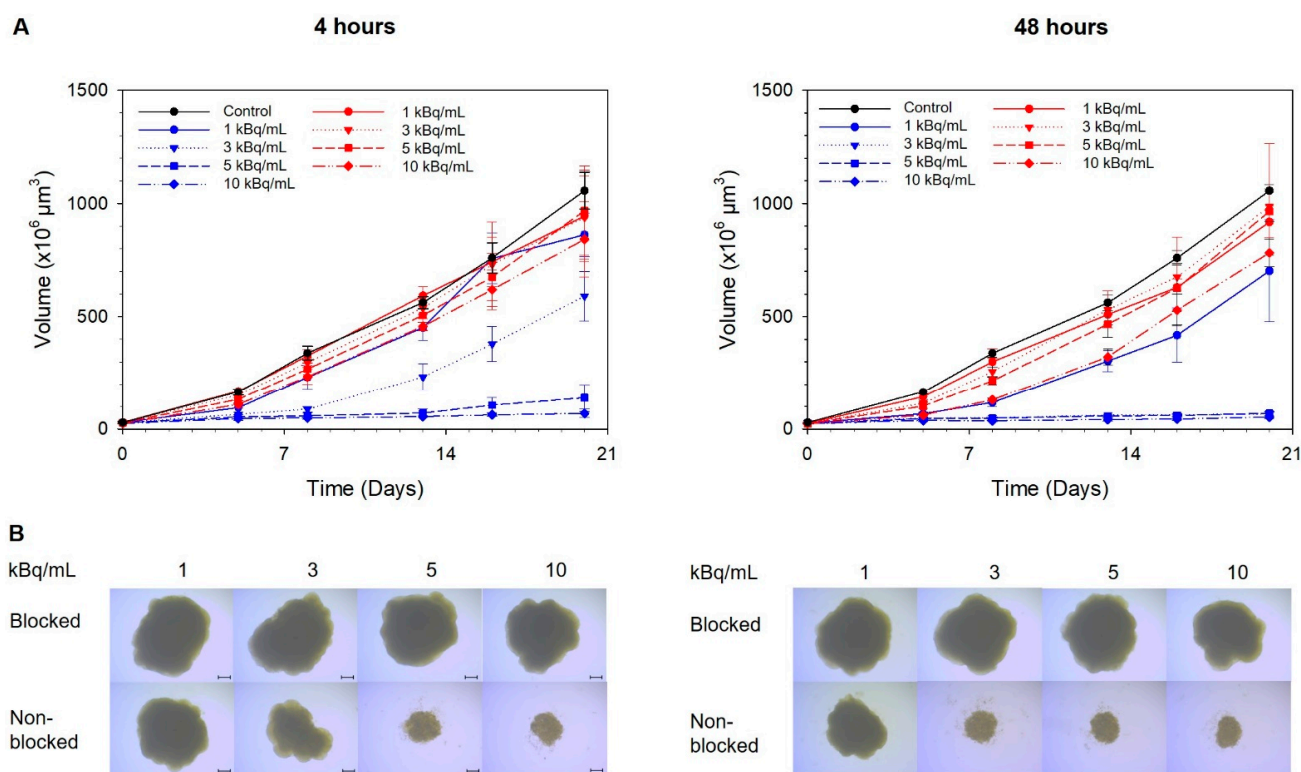 A
4 hours
48 hours
1500
1000
500
0
Volume (x10⁶ µm³)
Control
1 kBq/mL
3 kBq/mL
5 kBq/mL
10 kBq/mL
1 kBq/mL
3 kBq/mL
5 kBq/mL
10 kBq/mL
0 7 14 21
Time (Days)
1500
1000
500
0
Volume (x10⁶ µm³)
Control
1 kBq/mL
3 kBq/mL
5 kBq/mL
10 kBq/mL
1 kBq/mL
3 kBq/mL
5 kBq/mL
10 kBq/mL
0 7 14 21
Time (Days)
B
kBq/mL 1 3 5 10
Blocked
Non-
blocked
kBq/mL 1 3 5 10
Blocked
Non-
blocked